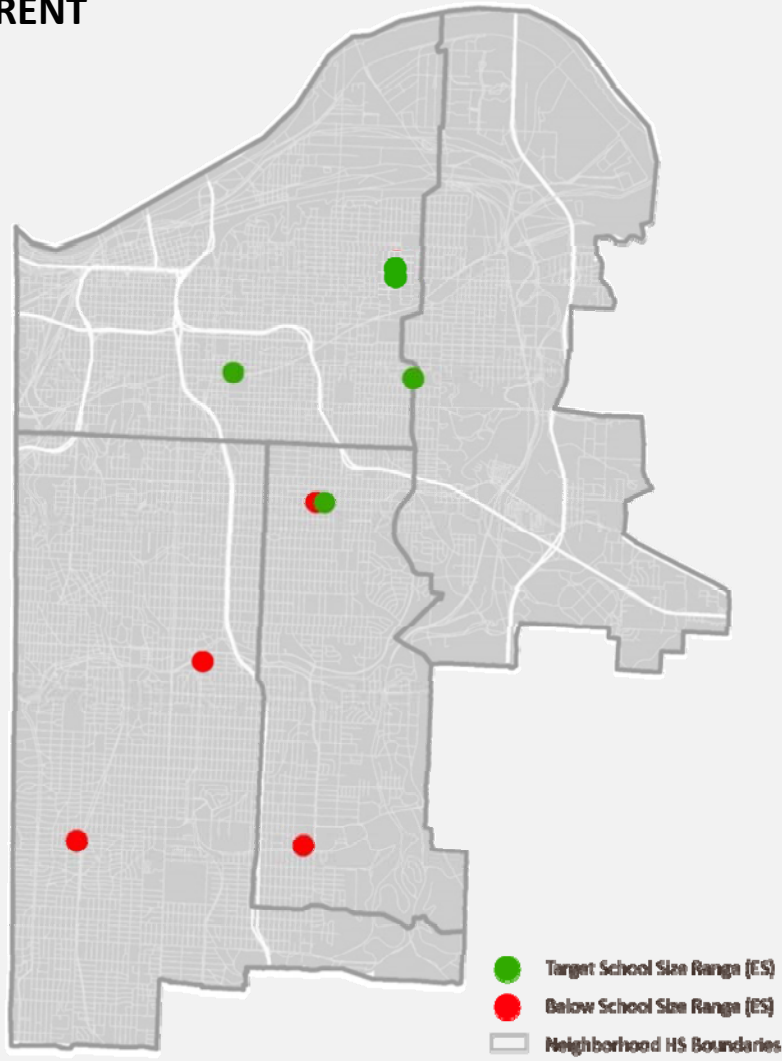 RENT
Target School Size Range (ES)
Below School Size Range (ES)
Neighborhood HS Boundaries